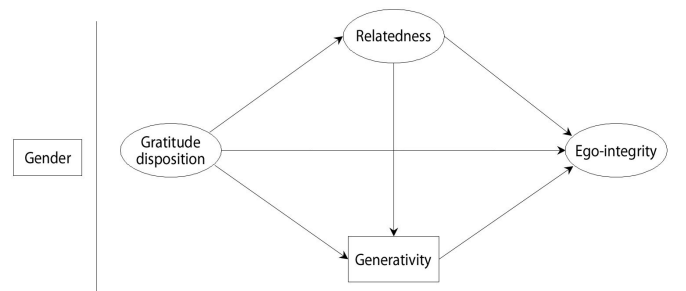 Relatedness
Gender
Gratitude
disposition
Ego-integrity
Generativity